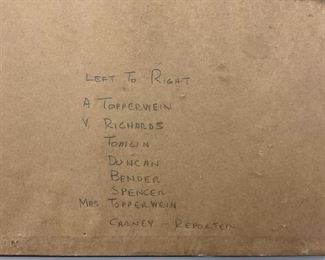 LEFT TO RIGHT
A TOPPERWEIN
V. RICHARDS
TOMLIN
DUNCAN
BENDER
SPENCER
MRS TOPPERWEIN
CARNEY - REPORTER